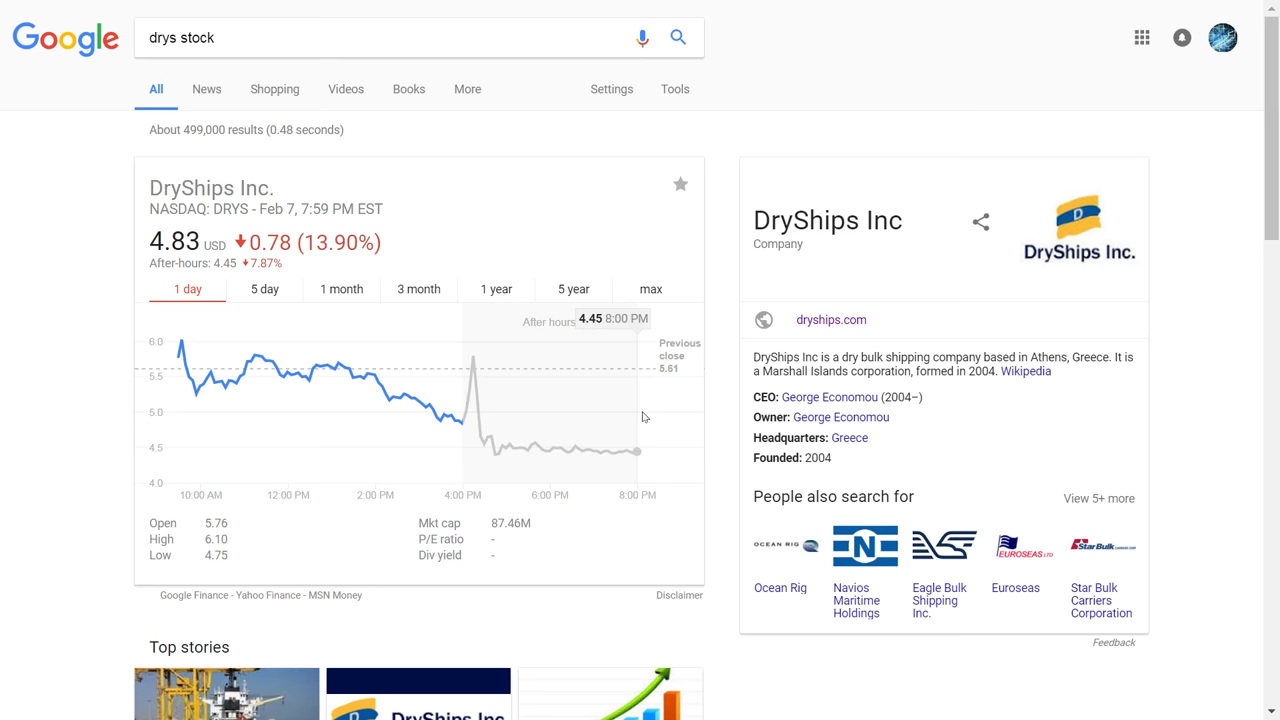 Google
drys stock
All News Shopping Videos Books More Settings Tools
About 499,000 results (0.48 seconds)
DryShips Inc.
NASDAQ: DRYS - Feb 7, 7:59 PM EST
4.83 USD 0.78 (13.90%)
After-hours: 4.45 7.87%
1 day 5 day 1 month 3 month 1 year 5 year max
After hours 4.45 8:00 PM
6.0
5.5
5.0
4.5
4.0
Previous
close
5.61
10:00 AM 12:00 PM 2:00 PM 4:00 PM 6:00 PM 8:00 PM
Open 5.76 Mkt cap 87.46M
High 6.10 P/E ratio -
Low 4.75 Div yield -
Google Finance - Yahoo Finance - MSN Money Disclaimer
Top stories
DryShips Inc
DryShips Inc
Company
D
DryShips Inc.
dryships.com
DryShips Inc is a dry bulk shipping company based in Athens, Greece. It is
a Marshall Islands corporation, formed in 2004. Wikipedia
CEO: George Economou (2004–)
Owner: George Economou
Headquarters: Greece
Founded: 2004
People also search for View 5+ more
OCEAN RIG
N
EUROSEAS LTD
StarBulk
Ocean Rig
Navios
Maritime
Holdings
Eagle Bulk
Shipping
Inc.
Euroseas
Star Bulk
Carriers
Corporation
Feedback